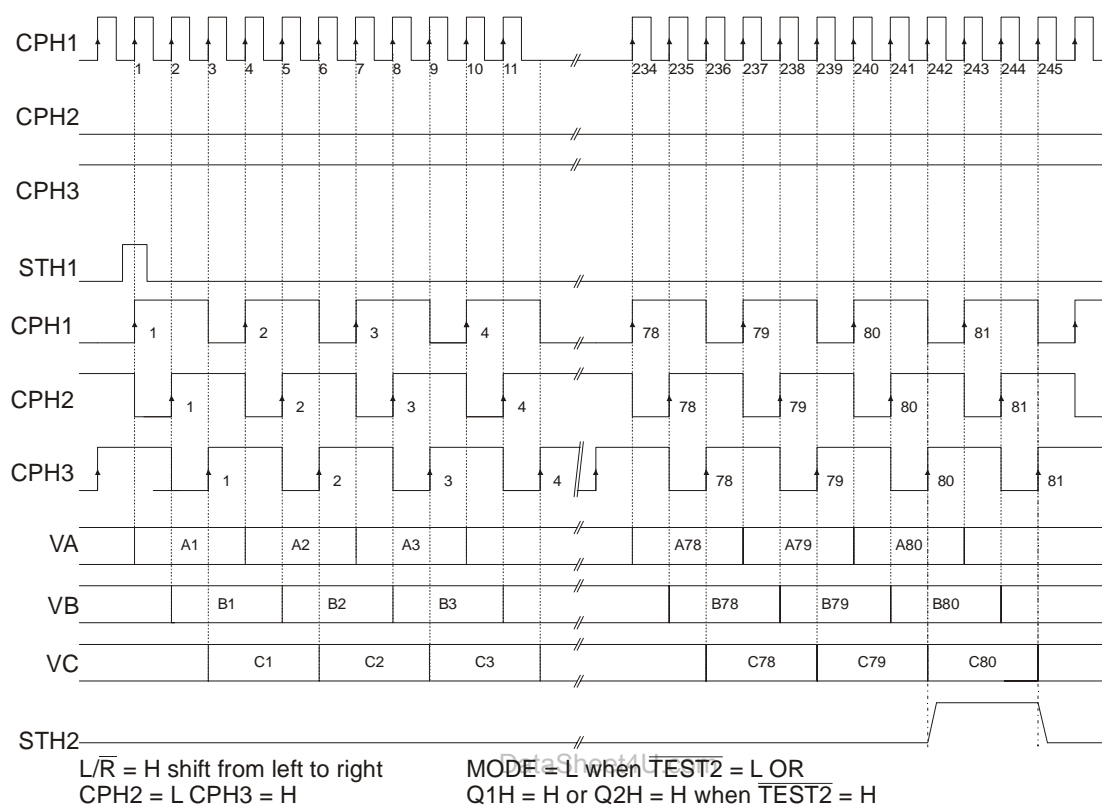 CPH1
1 2 3 4 5 6 7 8 9 10 11 234 235 236 237 238 239 240 241 242 243 244 245
CPH2
CPH3
STH1
CPH1 1 2 3 4 78 79 80 81
CPH2 1 2 3 4 78 79 80 81
CPH3 1 2 3 4 78 79 80 81
VA A1 A2 A3 A78 A79 A80
VB B1 B2 B3 B78 B79 B80
VC C1 C2 C3 C78 C79 C80
STH2
DataSheet4U.com
L/R̅ = H shift from left to right MODE = L when T̅E̅S̅T̅2̅ = L OR
CPH2 = L CPH3 = H Q1H = H or Q2H = H when T̅E̅S̅T̅2̅ = H